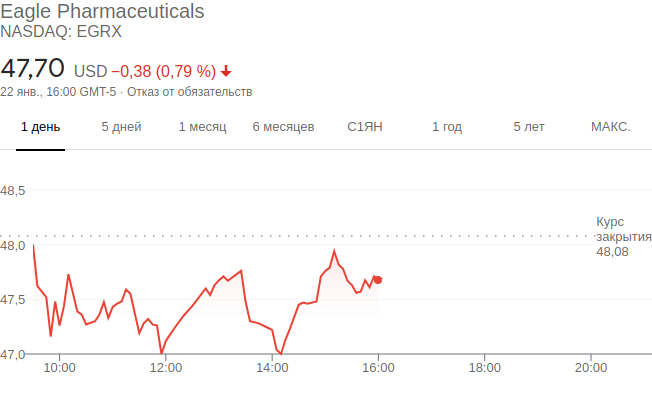 Eagle Pharmaceuticals
NASDAQ: EGRX
47,70 USD −0,38 (0,79 %)
22 янв., 16:00 GMT-5 · Отказ от обязательств
1 день 5 дней 1 месяц 6 месяцев С1ЯН 1 год 5 лет МАКС.
48,5
Курс
закрытия
48,08
48,0
47,5
47,0
10:00 12:00 14:00 16:00 18:00 20:00